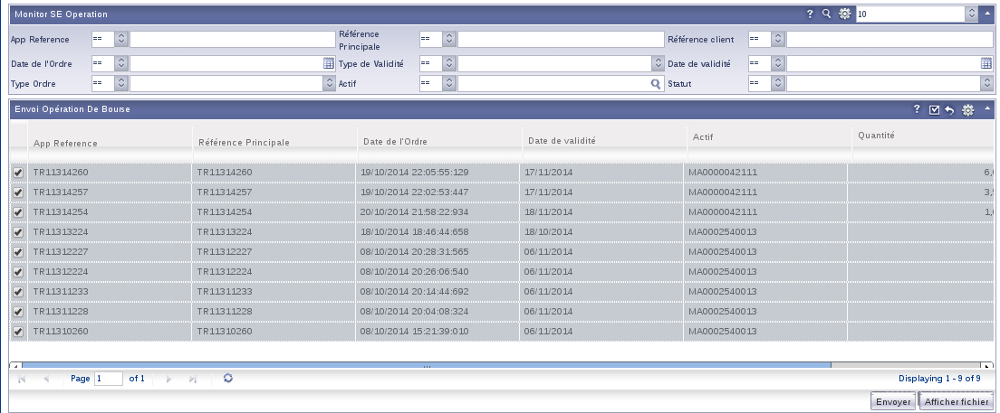 Monitor SE Operation ? 10
App Reference == Référence Principale == Référence client ==
Date de l'Ordre == Type de Validité == Date de validité ==
Type Ordre == Actif == Statut ==
Envoi Opération De Bourse ?
App Reference Référence Principale Date de l'Ordre Date de validité Actif Quantité
TR11314260 TR11314260 19/10/2014 22:05:55:129 17/11/2014 MA0000042111 6,
TR11314257 TR11314257 19/10/2014 22:02:53:447 17/11/2014 MA0000042111 3,
TR11314254 TR11314254 20/10/2014 21:58:22:934 18/11/2014 MA0000042111 1,
TR11313224 TR11313224 18/10/2014 18:46:44:658 18/10/2014 MA0002540013
TR11312227 TR11312227 08/10/2014 20:28:31:565 06/11/2014 MA0002540013
TR11312224 TR11312224 08/10/2014 20:26:06:540 06/11/2014 MA0002540013
TR11311233 TR11311233 08/10/2014 20:14:44:692 06/11/2014 MA0002540013
TR11311228 TR11311228 08/10/2014 20:04:08:324 06/11/2014 MA0002540013
TR11310260 TR11310260 08/10/2014 15:21:39:010 06/11/2014 MA0002540013
Page 1 of 1 Displaying 1 - 9 of 9
Envoyer Afficher fichier